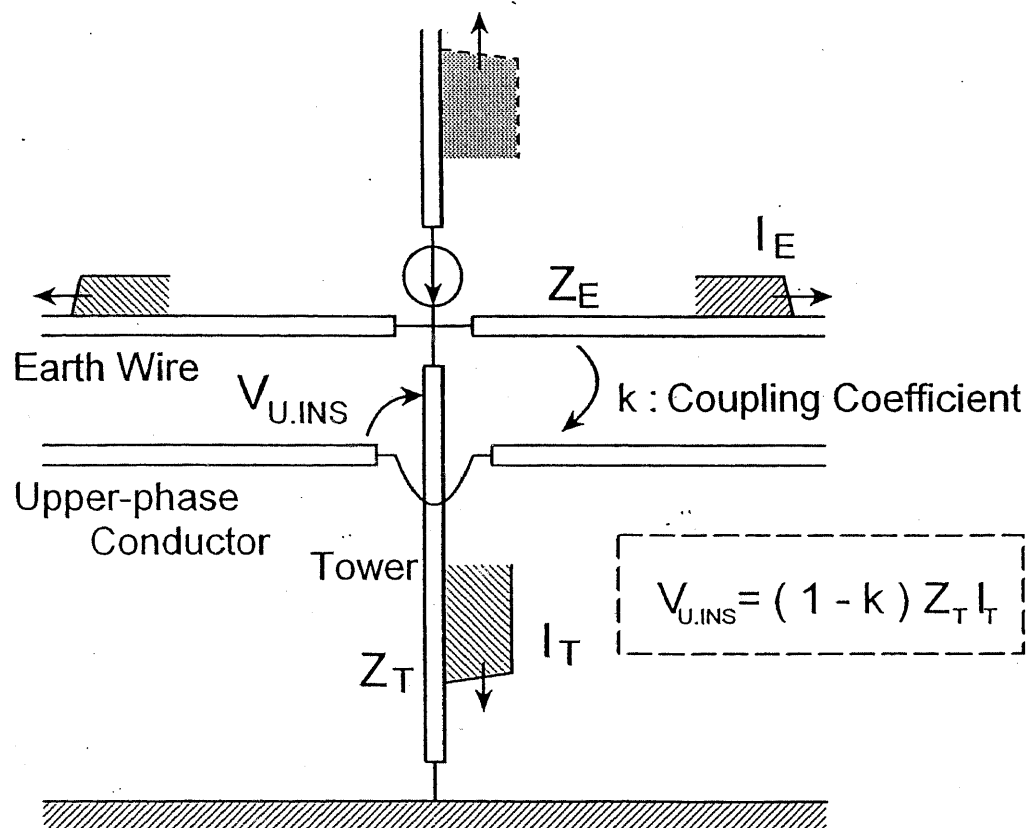 I_E
Z_E
Earth Wire
V_U.INS
k : Coupling Coefficient
Upper-phase
Conductor
Tower
V_U.INS = ( 1 - k ) Z_T I_T
I_T
Z_T